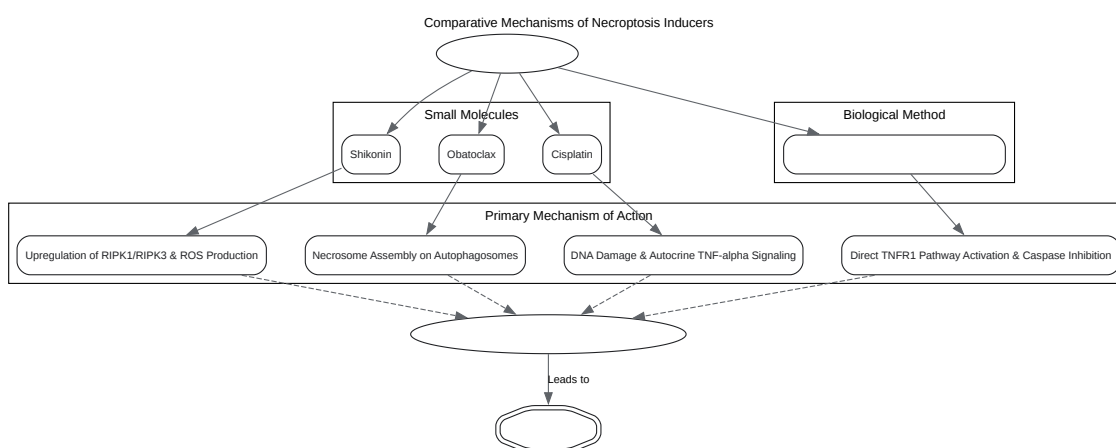 Comparative Mechanisms of Necroptosis Inducers
Small Molecules
Biological Method
Shikonin
Obatoclax
Cisplatin
Primary Mechanism of Action
Upregulation of RIPK1/RIPK3 & ROS Production
Necrosome Assembly on Autophagosomes
DNA Damage & Autocrine TNF-alpha Signaling
Direct TNFR1 Pathway Activation & Caspase Inhibition
Leads to